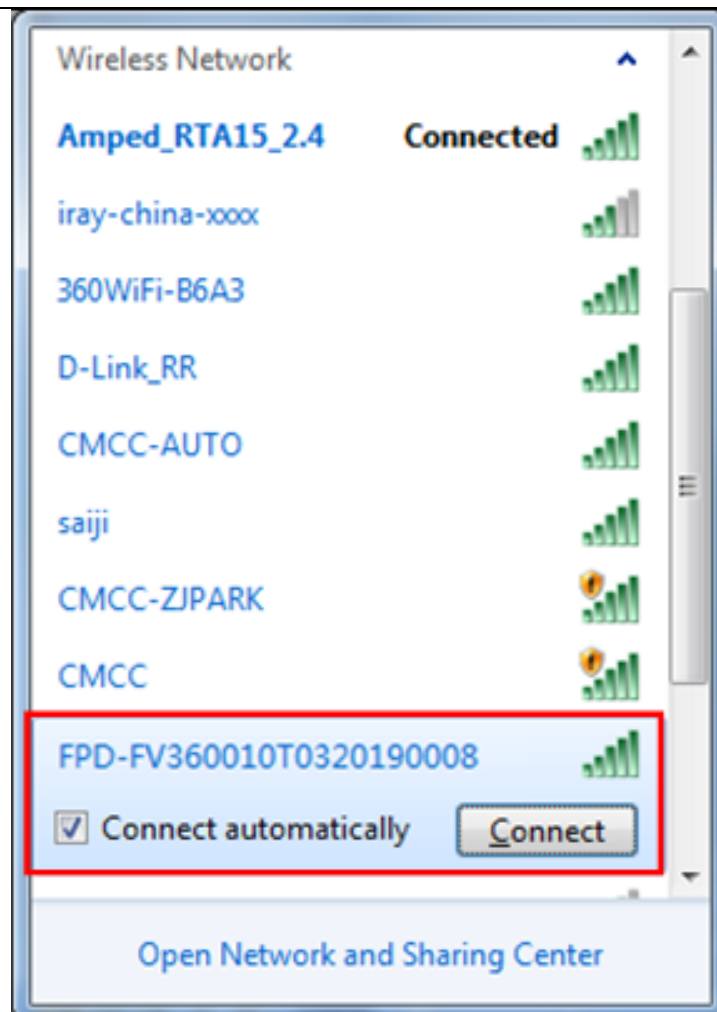 Wireless Network
Amped_RTA15_2.4 Connected
iray-china-xxxx
360WiFi-B6A3
D-Link_RR
CMCC-AUTO
saiji
CMCC-ZJPARK
CMCC
FPD-FV360010T0320190008
Connect automatically Connect
Open Network and Sharing Center